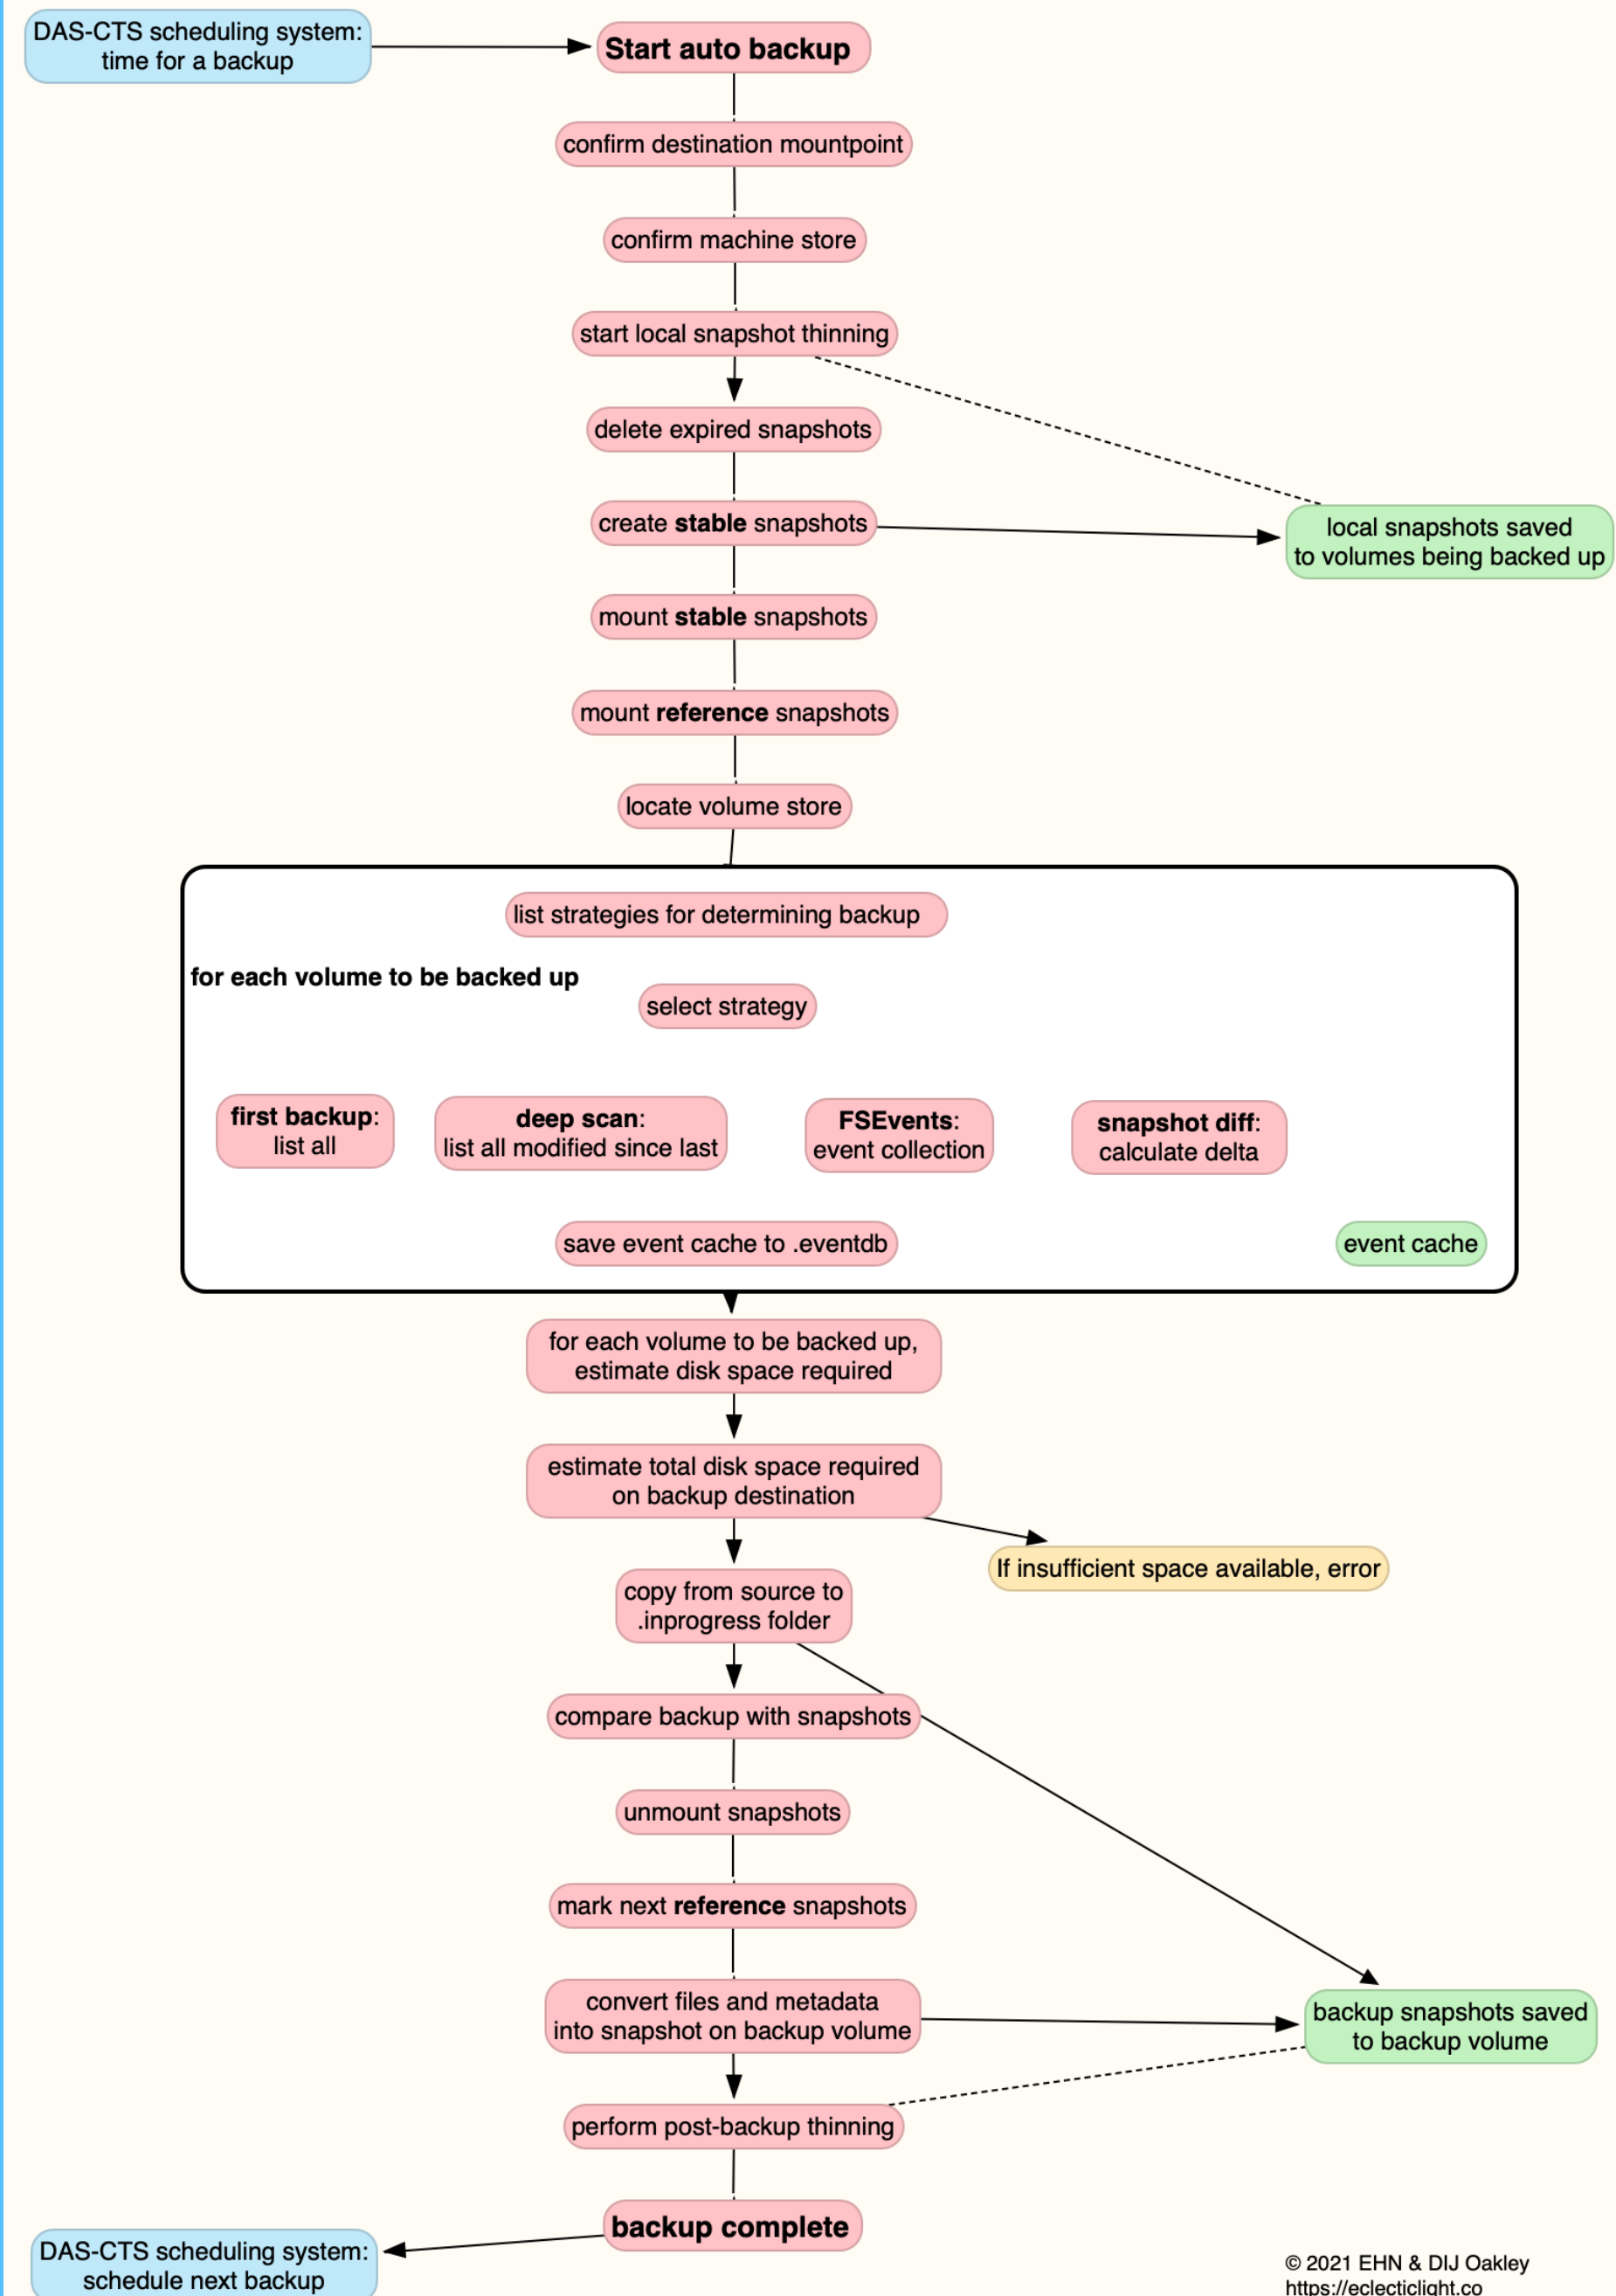 DAS-CTS scheduling system:
time for a backup
Start auto backup
confirm destination mountpoint
confirm machine store
start local snapshot thinning
delete expired snapshots
create stable snapshots
local snapshots saved
to volumes being backed up
mount stable snapshots
mount reference snapshots
locate volume store
list strategies for determining backup
for each volume to be backed up
select strategy
first backup:
list all
deep scan:
list all modified since last
FSEvents:
event collection
snapshot diff:
calculate delta
save event cache to .eventdb
event cache
for each volume to be backed up,
estimate disk space required
estimate total disk space required
on backup destination
If insufficient space available, error
copy from source to
.inprogress folder
compare backup with snapshots
unmount snapshots
mark next reference snapshots
convert files and metadata
into snapshot on backup volume
backup snapshots saved
to backup volume
perform post-backup thinning
backup complete
DAS-CTS scheduling system:
schedule next backup
© 2021 EHN & DIJ Oakley
https://eclecticlight.co